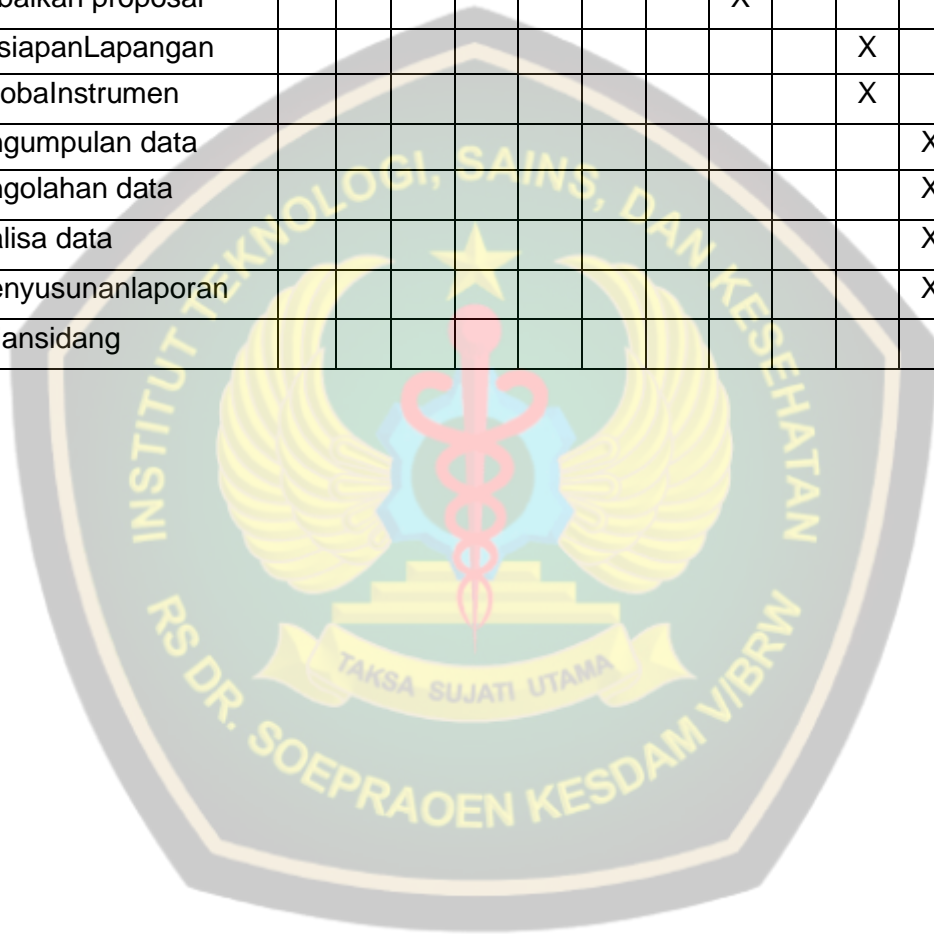 baikan proposal X
siapanLapangan X
obaInstrumen X
ngumpulan data X
ngolahan data X
alisa data X
enyusunanlaporan X
ansidang
INSTITUT TEKNOLOGI, SAINS, DAN KESEHATAN
TAKSA SUJATI UTAMA
RS DR. SOEPRAOEN KESDAM V/BRW